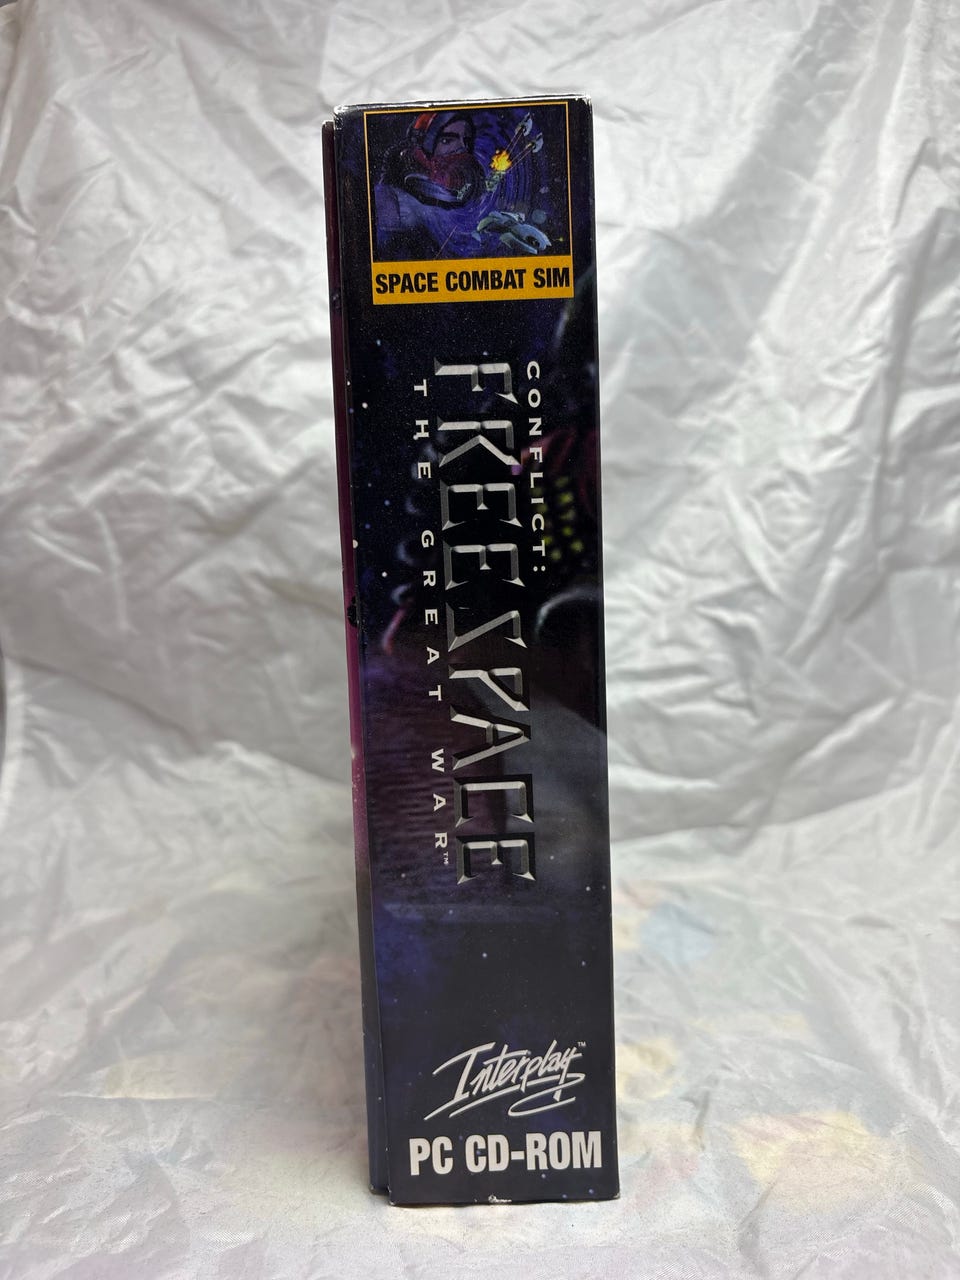 SPACE COMBAT SIM
CONFLICT:
FREESPACE
THE GREAT WAR™
Interplay™
PC CD-ROM